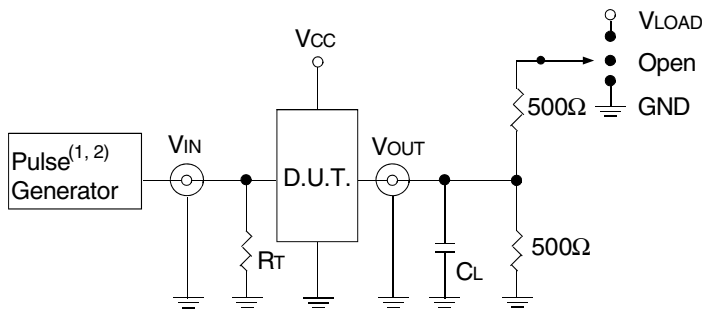 VLOAD
VCC
Open
500Ω
GND
Pulse(1, 2)
Generator
VIN
D.U.T.
VOUT
RT
CL
500Ω